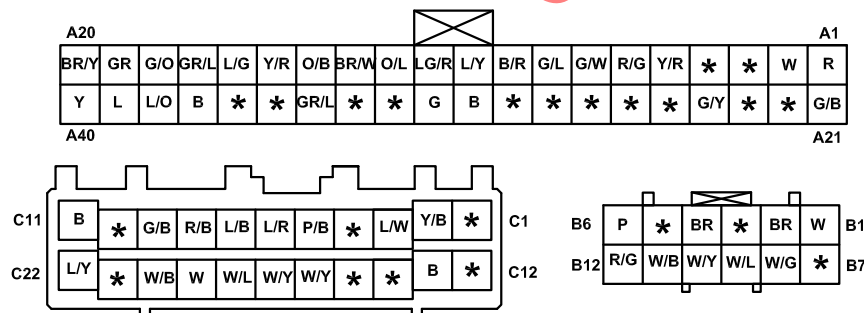 A20 A1
BR/Y GR G/O GR/L L/G Y/R O/B BR/W O/L LG/R L/Y B/R G/L G/W R/G Y/R * * W R
Y L L/O B * * GR/L * * G B * * * * * G/Y * * G/B
A40 A21
C11 B * G/B R/B L/B L/R P/B * L/W Y/B * C1
C22 L/Y * W/B W W/L W/Y W/Y * * B * C12
B6 P * BR * BR W B1
B12 R/G W/B W/Y W/L W/G * B7